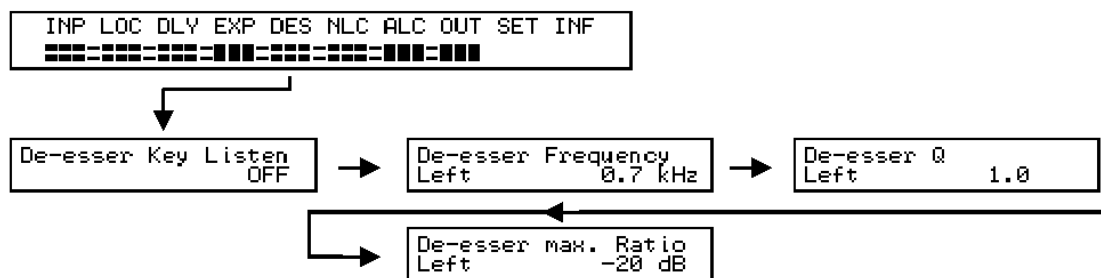 INP LOC DLY EXP DES NLC ALC OUT SET INF
De-esser Key Listen
OFF
De-esser Frequency
Left 0.7 kHz
De-esser Q
Left 1.0
De-esser max. Ratio
Left -20 dB